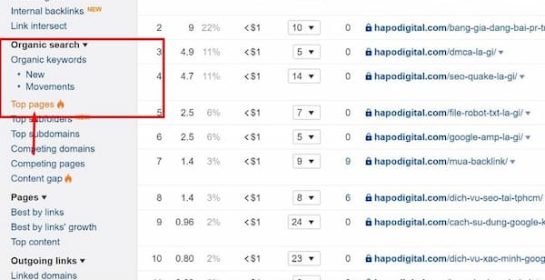 Internal backlinks NEW
Link intersect
Organic search
Organic keywords
New
Movements
Top pages
Top subfolders
Top subdomains
Competing domains
Competing pages
Content gap
Pages
Best by links
Best by links' growth
Top content
Outgoing links
Linked domains
2 9 22% <$1 10 0 hapodigital.com/bang-gia-dang-bai-pr-t
3 4.9 11% <$1 5 0 hapodigital.com/dmca-la-gi/
4 4.7 11% <$1 14 0 hapodigital.com/seo-quake-la-gi/
5 2.5 6% <$1 7 0 hapodigital.com/file-robot-txt-la-gi/
6 2.5 6% <$1 5 0 hapodigital.com/google-amp-la-gi/
7 1.4 3% <$1 9 9 hapodigital.com/mua-backlink/
8 1.4 3% <$1 8 6 hapodigital.com/dich-vu-seo-tai-tphcm/
9 0.96 2% <$1 24 0 hapodigital.com/cach-su-dung-google-k
10 0.80 2% <$1 23 0 hapodigital.com/dich-vu-xac-minh-goog